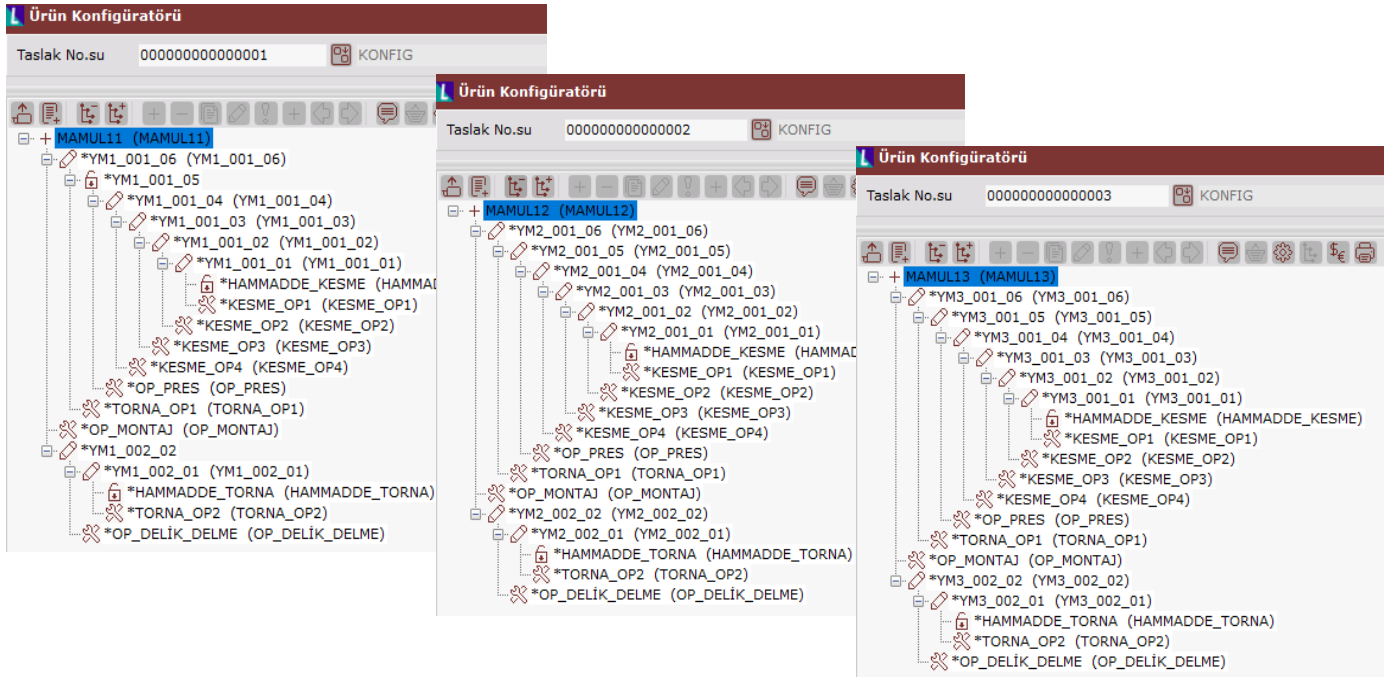 Ürün Konfigüratörü
Taslak No.su 000000000000001 KONFIG
MAMUL11 (MAMUL11)
*YM1_001_06 (YM1_001_06)
*YM1_001_05
*YM1_001_04 (YM1_001_04)
*YM1_001_03 (YM1_001_03)
*YM1_001_02 (YM1_001_02)
*YM1_001_01 (YM1_001_01)
*HAMMADDE_KESME (HAMMAD
*KESME_OP1 (KESME_OP1)
*KESME_OP2 (KESME_OP2)
*KESME_OP3 (KESME_OP3)
*KESME_OP4 (KESME_OP4)
*OP_PRES (OP_PRES)
*TORNA_OP1 (TORNA_OP1)
*OP_MONTAJ (OP_MONTAJ)
*YM1_002_02
*YM1_002_01 (YM1_002_01)
*HAMMADDE_TORNA (HAMMADDE_TORNA)
*TORNA_OP2 (TORNA_OP2)
*OP_DELİK_DELME (OP_DELİK_DELME)
Ürün Konfigüratörü
Taslak No.su 000000000000002 KONFIG
MAMUL12 (MAMUL12)
*YM2_001_06 (YM2_001_06)
*YM2_001_05 (YM2_001_05)
*YM2_001_04 (YM2_001_04)
*YM2_001_03 (YM2_001_03)
*YM2_001_02 (YM2_001_02)
*YM2_001_01 (YM2_001_01)
*HAMMADDE_KESME (HAMMAD
*KESME_OP1 (KESME_OP1)
*KESME_OP2 (KESME_OP2)
*KESME_OP3 (KESME_OP3)
*KESME_OP4 (KESME_OP4)
*OP_PRES (OP_PRES)
*TORNA_OP1 (TORNA_OP1)
*OP_MONTAJ (OP_MONTAJ)
*YM2_002_02 (YM2_002_02)
*YM2_002_01 (YM2_002_01)
*HAMMADDE_TORNA (HAMMADDE_TORNA)
*TORNA_OP2 (TORNA_OP2)
*OP_DELİK_DELME (OP_DELİK_DELME)
Ürün Konfigüratörü
Taslak No.su 000000000000003 KONFIG
MAMUL13 (MAMUL13)
*YM3_001_06 (YM3_001_06)
*YM3_001_05 (YM3_001_05)
*YM3_001_04 (YM3_001_04)
*YM3_001_03 (YM3_001_03)
*YM3_001_02 (YM3_001_02)
*YM3_001_01 (YM3_001_01)
*HAMMADDE_KESME (HAMMADDE_KESME)
*KESME_OP1 (KESME_OP1)
*KESME_OP2 (KESME_OP2)
*KESME_OP3 (KESME_OP3)
*KESME_OP4 (KESME_OP4)
*OP_PRES (OP_PRES)
*TORNA_OP1 (TORNA_OP1)
*OP_MONTAJ (OP_MONTAJ)
*YM3_002_02 (YM3_002_02)
*YM3_002_01 (YM3_002_01)
*HAMMADDE_TORNA (HAMMADDE_TORNA)
*TORNA_OP2 (TORNA_OP2)
*OP_DELİK_DELME (OP_DELİK_DELME)